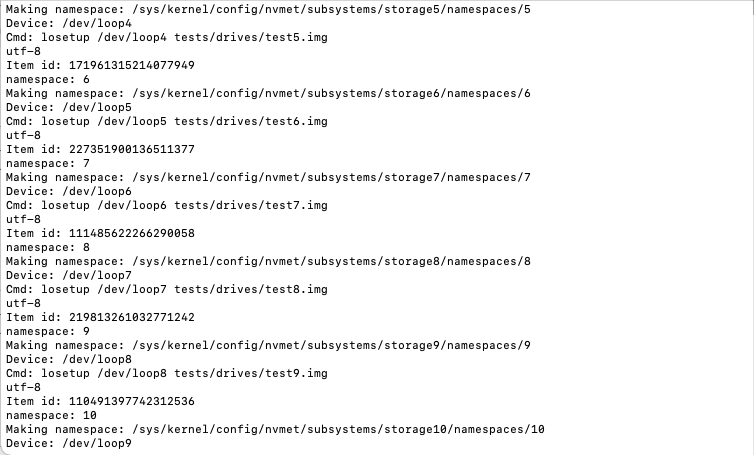 Making namespace: /sys/kernel/config/nvmet/subsystems/storage5/namespaces/5
Device: /dev/loop4
Cmd: losetup /dev/loop4 tests/drives/test5.img
utf-8
Item id: 171961315214077949
namespace: 6
Making namespace: /sys/kernel/config/nvmet/subsystems/storage6/namespaces/6
Device: /dev/loop5
Cmd: losetup /dev/loop5 tests/drives/test6.img
utf-8
Item id: 227351900136511377
namespace: 7
Making namespace: /sys/kernel/config/nvmet/subsystems/storage7/namespaces/7
Device: /dev/loop6
Cmd: losetup /dev/loop6 tests/drives/test7.img
utf-8
Item id: 111485622266290058
namespace: 8
Making namespace: /sys/kernel/config/nvmet/subsystems/storage8/namespaces/8
Device: /dev/loop7
Cmd: losetup /dev/loop7 tests/drives/test8.img
utf-8
Item id: 219813261032771242
namespace: 9
Making namespace: /sys/kernel/config/nvmet/subsystems/storage9/namespaces/9
Device: /dev/loop8
Cmd: losetup /dev/loop8 tests/drives/test9.img
utf-8
Item id: 110491397742312536
namespace: 10
Making namespace: /sys/kernel/config/nvmet/subsystems/storage10/namespaces/10
Device: /dev/loop9